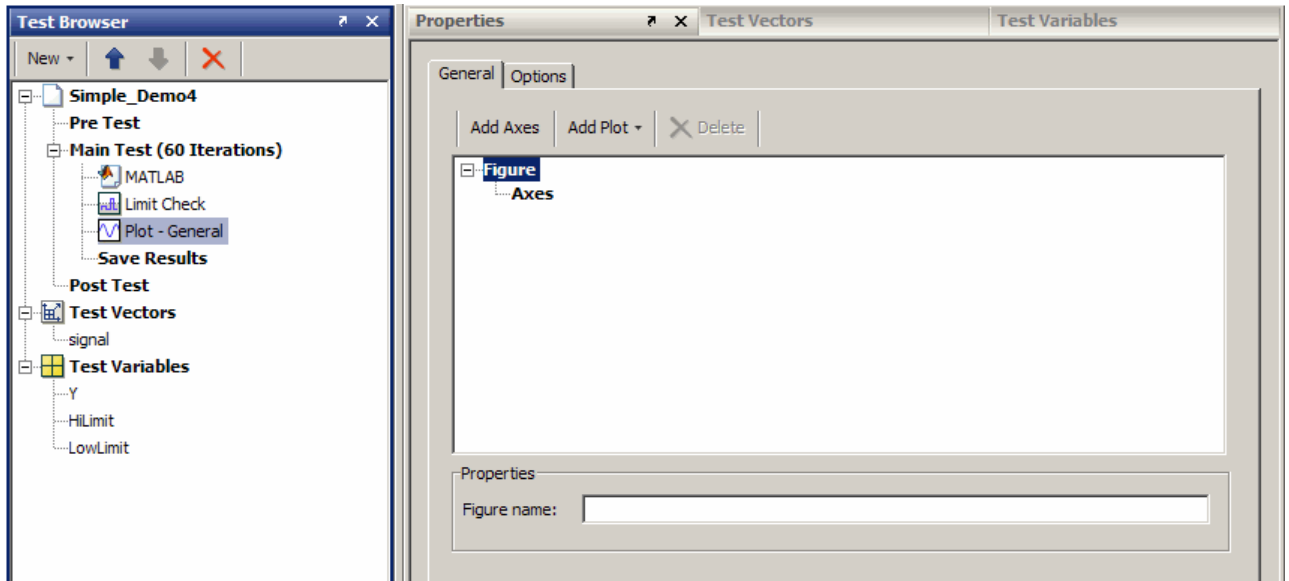 Test Browser
New
Simple_Demo4
Pre Test
Main Test (60 Iterations)
MATLAB
Limit Check
Plot - General
Save Results
Post Test
Test Vectors
signal
Test Variables
Y
HiLimit
LowLimit
Properties Test Vectors Test Variables
General Options
Add Axes Add Plot Delete
Figure
Axes
Properties
Figure name: